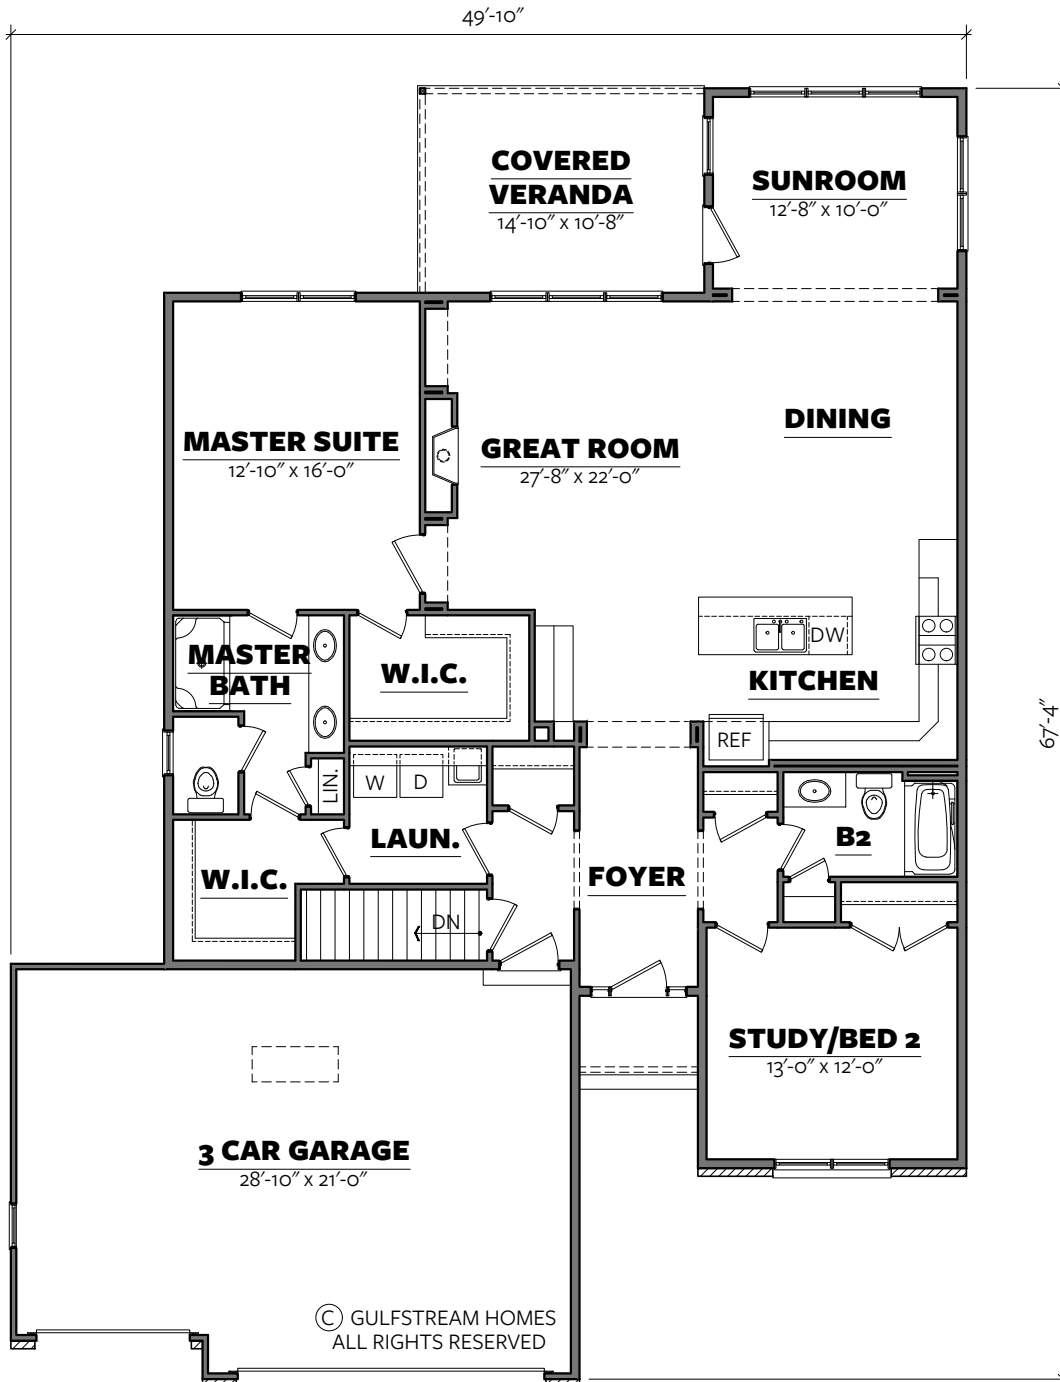 49'-10"
COVERED
VERANDA
14'-10" x 10'-8"
SUNROOM
12'-8" x 10'-0"
MASTER SUITE
12'-10" x 16'-0"
GREAT ROOM
27'-8" x 22'-0"
DINING
MASTER
BATH
W.I.C.
DW
KITCHEN
REF
67'-4"
LIN.
W
D
LAUN.
W.I.C.
DN
FOYER
B2
STUDY/BED 2
13'-0" x 12'-0"
3 CAR GARAGE
28'-10" x 21'-0"
© GULFSTREAM HOMES
ALL RIGHTS RESERVED